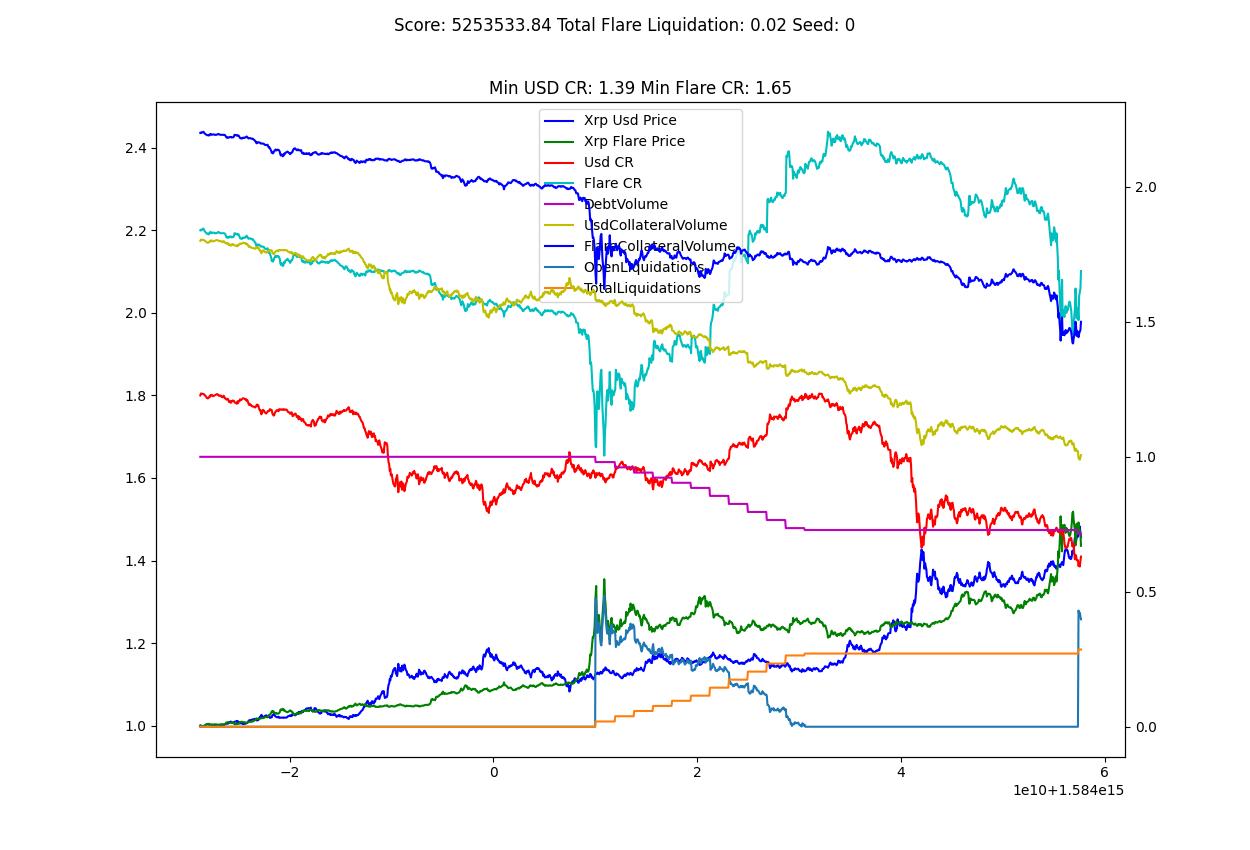 Score: 5253533.84 Total Flare Liquidation: 0.02 Seed: 0
Min USD CR: 1.39 Min Flare CR: 1.65
Xrp Usd Price
Xrp Flare Price
Usd CR
Flare CR
DebtVolume
UsdCollateralVolume
FlareCollateralVolume
OpenLiquidations
TotalLiquidations
2.4
2.2
2.0
1.8
1.6
1.4
1.2
1.0
2.0
1.5
1.0
0.5
0.0
−2 0 2 4 6
1e10+1.584e15